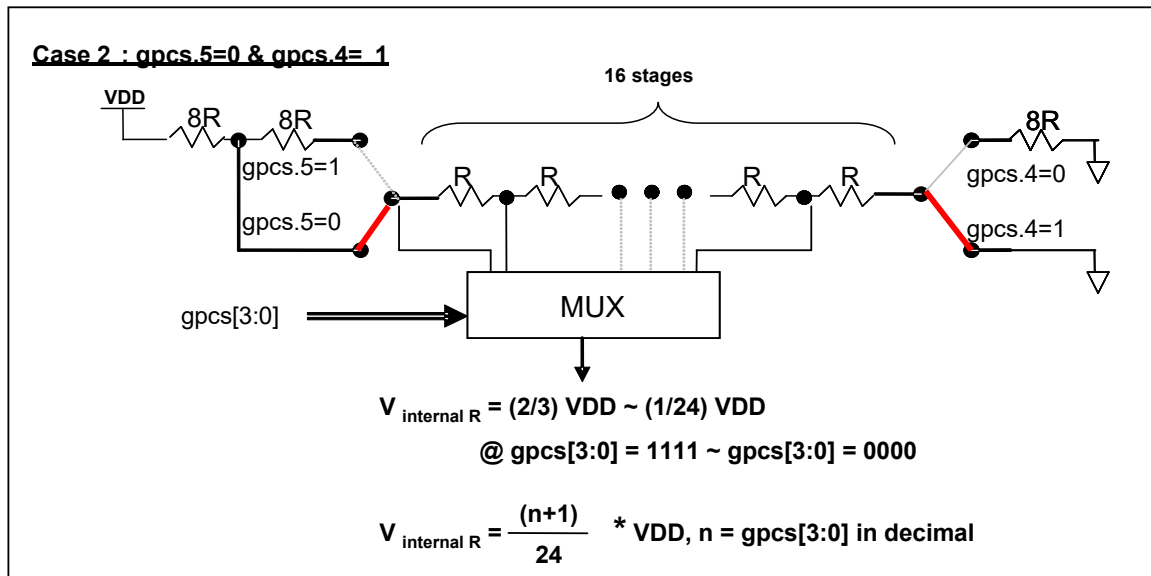 Case 2 : gpcs.5=0 & gpcs.4= 1
16 stages
VDD
8R
8R
8R
gpcs.5=1
gpcs.4=0
R
R
R
R
gpcs.5=0
gpcs.4=1
gpcs[3:0]
MUX
V internal R = (2/3) VDD ~ (1/24) VDD
@ gpcs[3:0] = 1111 ~ gpcs[3:0] = 0000
V internal R = (n+1) / 24 * VDD, n = gpcs[3:0] in decimal